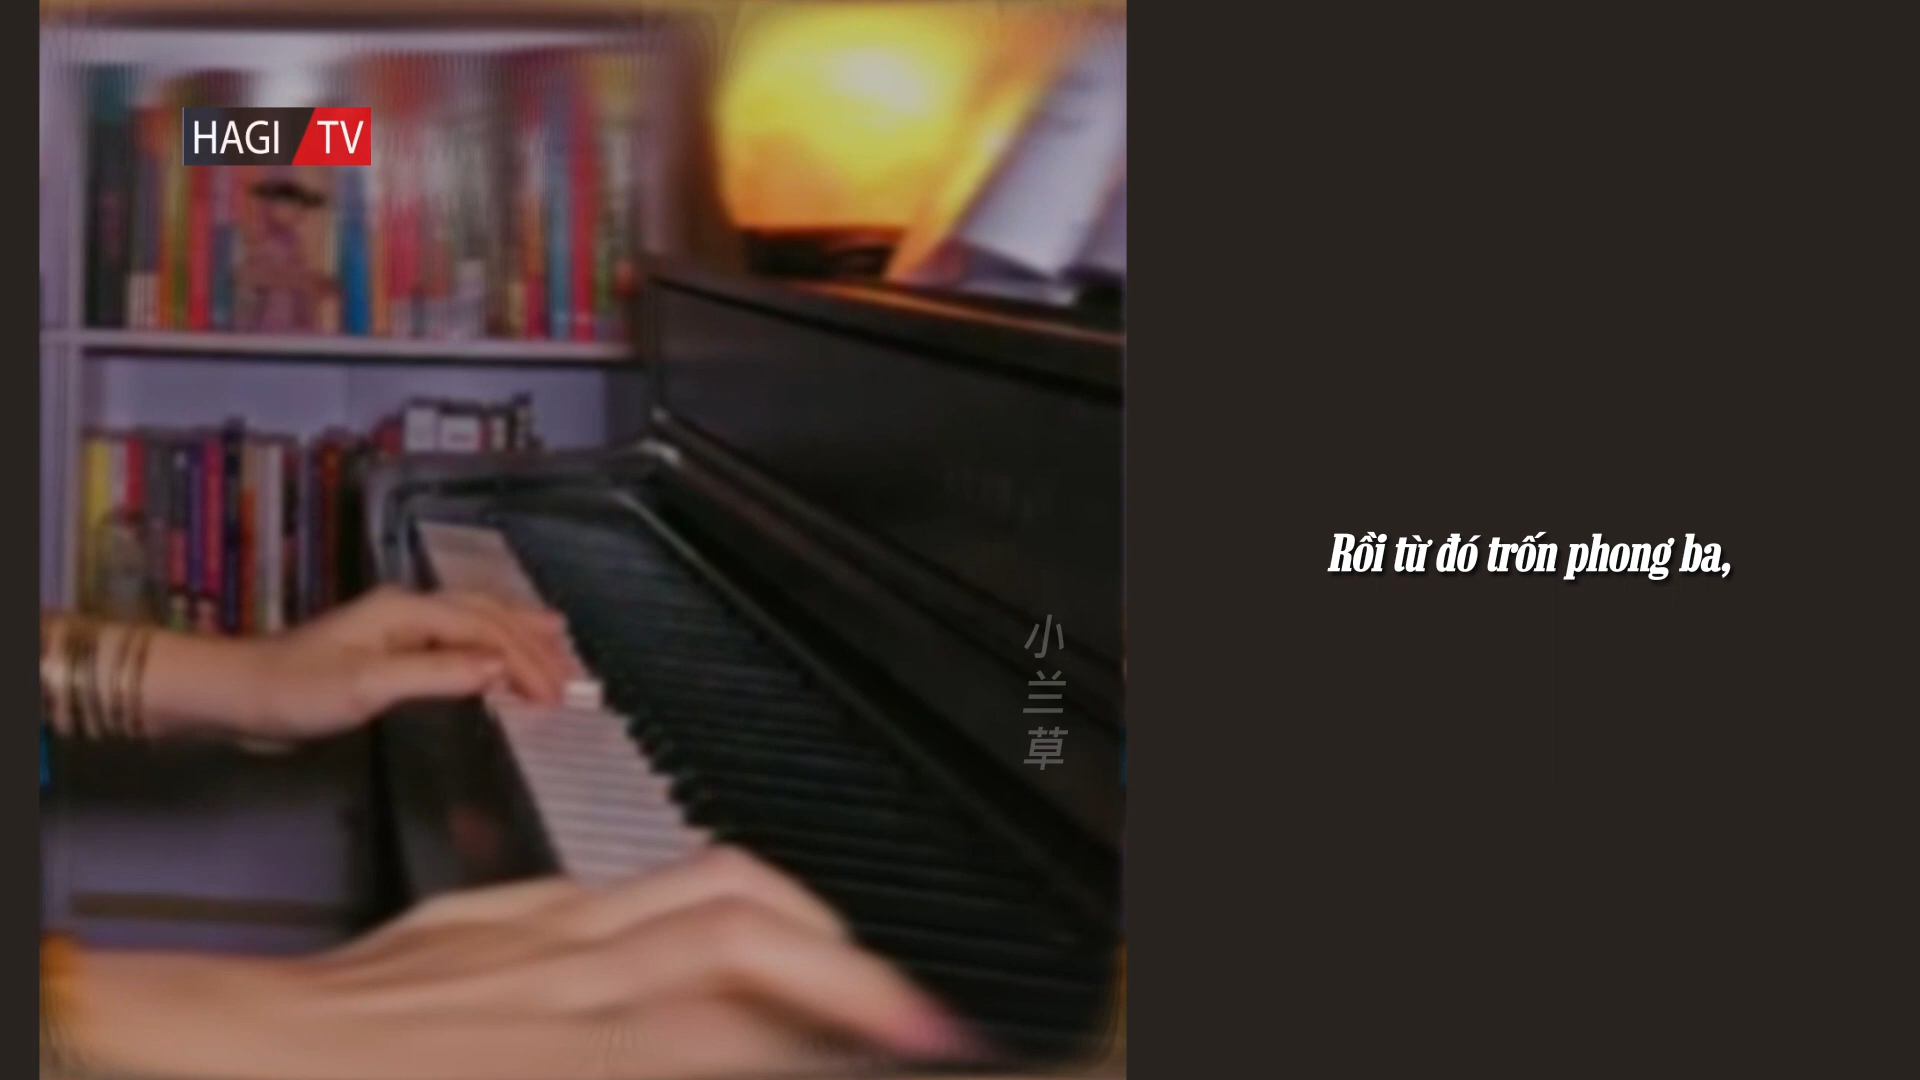 HAGI TV
Rồi từ đó trốn phong ba,
小
兰
草